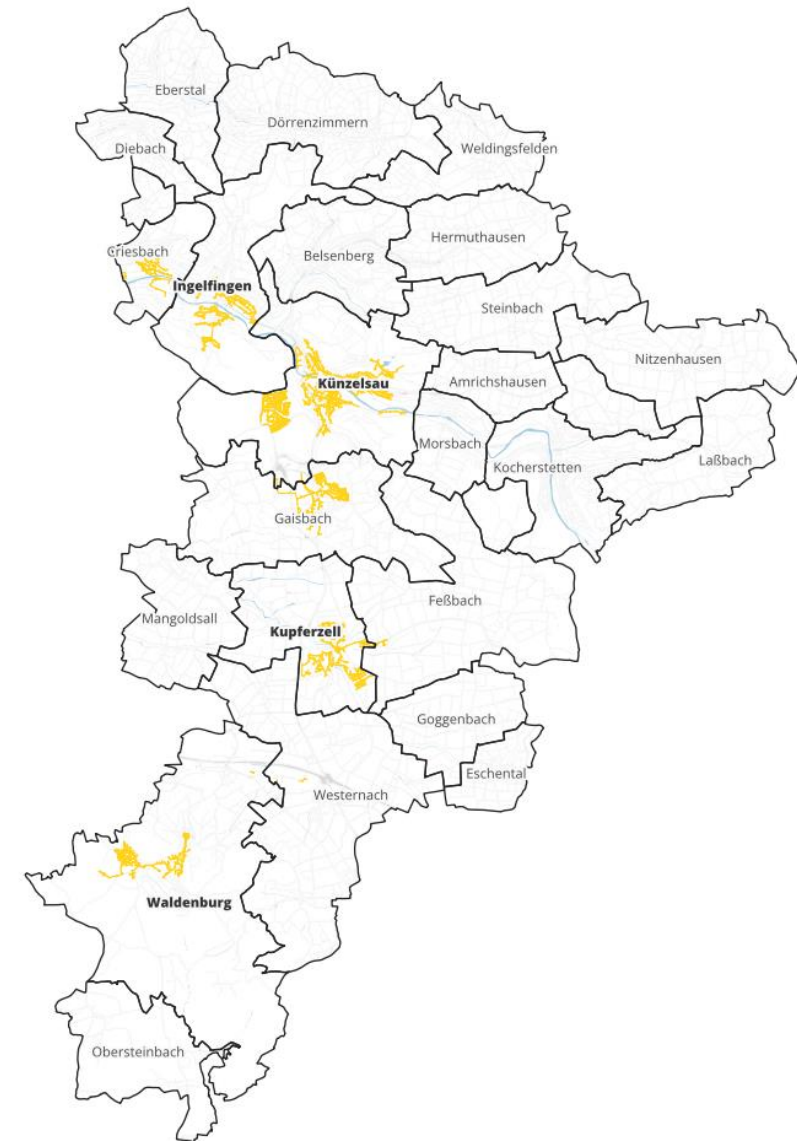 Eberstal
Dörrenzimmern
Diebach
Weldingsfelden
Hermuthausen
Criesbach
Belsenberg
Ingelfingen
Steinbach
Nitzenhausen
Künzelsau
Amrichshausen
Morsbach
Kocherstetten
Laßbach
Gaisbach
Feßbach
Mangoldsall
Kupferzell
Goggenbach
Eschental
Westernach
Waldenburg
Obersteinbach